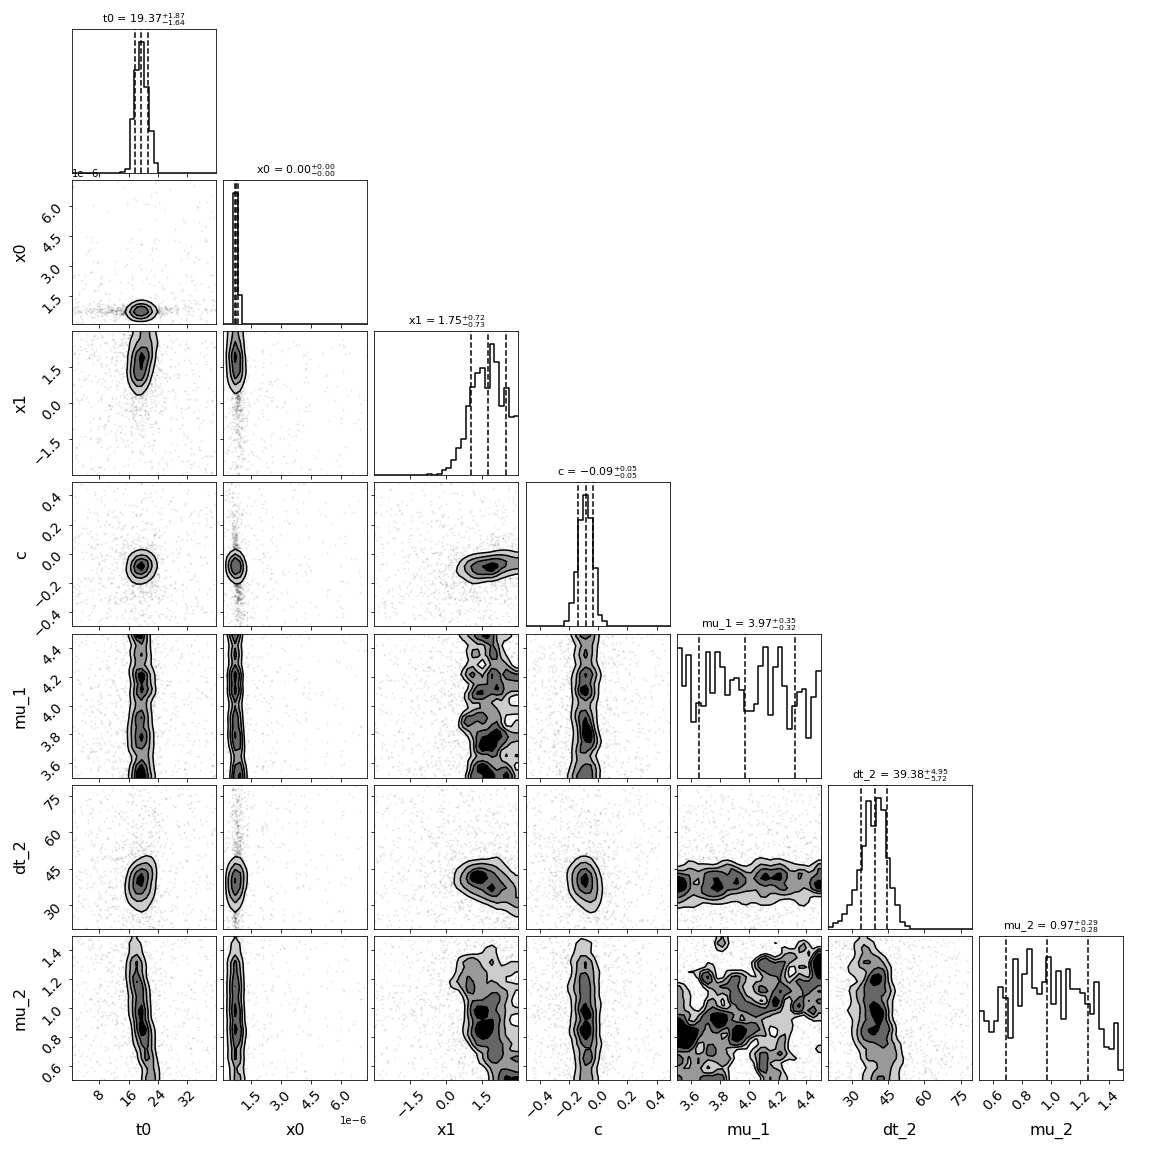 t0 = 19.37+1.87−1.64
1e−6
x0 = 0.00+0.00−0.00
6.0
4.5
3.0
1.5
x0
x1 = 1.75+0.72−0.73
1.5
0.0
−1.5
x1
c = −0.09+0.05−0.05
0.4
0.2
0.0
−0.2
−0.4
c
mu_1 = 3.97+0.35−0.32
4.4
4.2
4.0
3.8
3.6
mu_1
dt_2 = 39.38+4.95−5.72
75
60
45
30
dt_2
mu_2 = 0.97+0.29−0.28
1.4
1.2
1.0
0.8
0.6
mu_2
8 16 24 32
1.5 3.0 4.5 6.0
1e−6
−1.5 0.0 1.5
−0.4 −0.2 0.0 0.2 0.4
3.6 3.8 4.0 4.2 4.4
30 45 60 75
0.6 0.8 1.0 1.2 1.4
t0 x0 x1 c mu_1 dt_2 mu_2